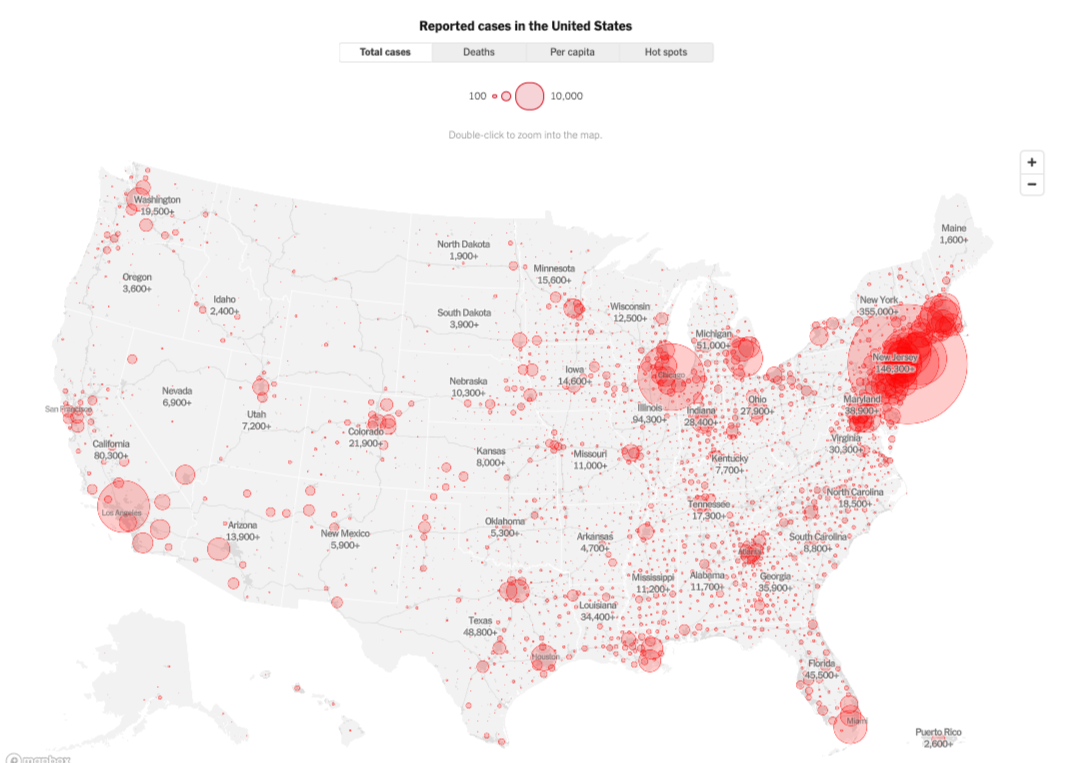 Reported cases in the United States
Total cases
Deaths
Per capita
Hot spots
100
10,000
Double-click to zoom into the map.
+
−
Washington
19,500+
Maine
1,600+
North Dakota
1,900+
Minnesota
15,600+
Oregon
3,600+
Idaho
2,400+
New York
355,000+
Wisconsin
12,500+
South Dakota
3,900+
Michigan
51,000+
New Jersey
146,300+
Iowa
14,600+
Chicago
Nebraska
10,300+
Nevada
6,900+
Ohio
27,900+
Maryland
38,900+
San Francisco
Utah
7,200+
Illinois
94,300+
Indiana
28,400+
Colorado
21,900+
Virginia
30,300+
California
80,300+
Kansas
8,000+
Missouri
11,000+
Kentucky
7,700+
North Carolina
18,500+
Los Angeles
Tennessee
17,300+
Arizona
13,900+
New Mexico
5,900+
Oklahoma
5,300+
Arkansas
4,700+
South Carolina
8,800+
Atlanta
Mississippi
11,200+
Alabama
11,700+
Georgia
35,900+
Louisiana
34,400+
Texas
48,800+
Houston
Florida
45,500+
Miami
Puerto Rico
2,600+
mapbox